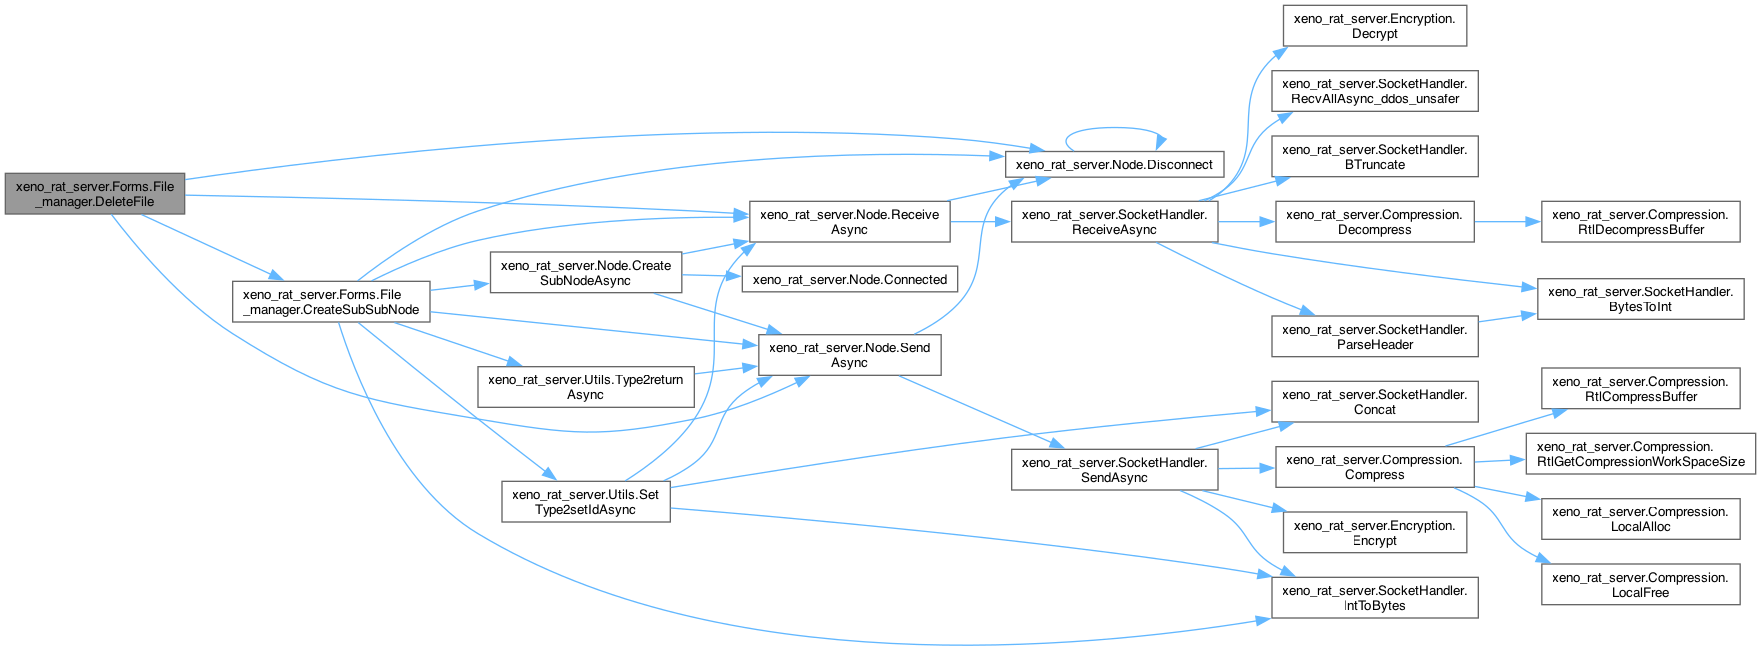 xeno_rat_server.Forms.File
_manager.DeleteFile
xeno_rat_server.Forms.File
_manager.CreateSubSubNode
xeno_rat_server.Node.Create
SubNodeAsync
xeno_rat_server.Utils.Type2return
Async
xeno_rat_server.Utils.Set
Type2setIdAsync
xeno_rat_server.Node.Receive
Async
xeno_rat_server.Node.Connected
xeno_rat_server.Node.Send
Async
xeno_rat_server.Node.Disconnect
xeno_rat_server.SocketHandler.
ReceiveAsync
xeno_rat_server.SocketHandler.
SendAsync
xeno_rat_server.Encryption.
Decrypt
xeno_rat_server.SocketHandler.
RecvAllAsync_ddos_unsafer
xeno_rat_server.SocketHandler.
BTruncate
xeno_rat_server.Compression.
Decompress
xeno_rat_server.SocketHandler.
ParseHeader
xeno_rat_server.SocketHandler.
Concat
xeno_rat_server.Compression.
Compress
xeno_rat_server.Encryption.
Encrypt
xeno_rat_server.SocketHandler.
IntToBytes
xeno_rat_server.Compression.
RtlDecompressBuffer
xeno_rat_server.SocketHandler.
BytesToInt
xeno_rat_server.Compression.
RtlCompressBuffer
xeno_rat_server.Compression.
RtlGetCompressionWorkSpaceSize
xeno_rat_server.Compression.
LocalAlloc
xeno_rat_server.Compression.
LocalFree